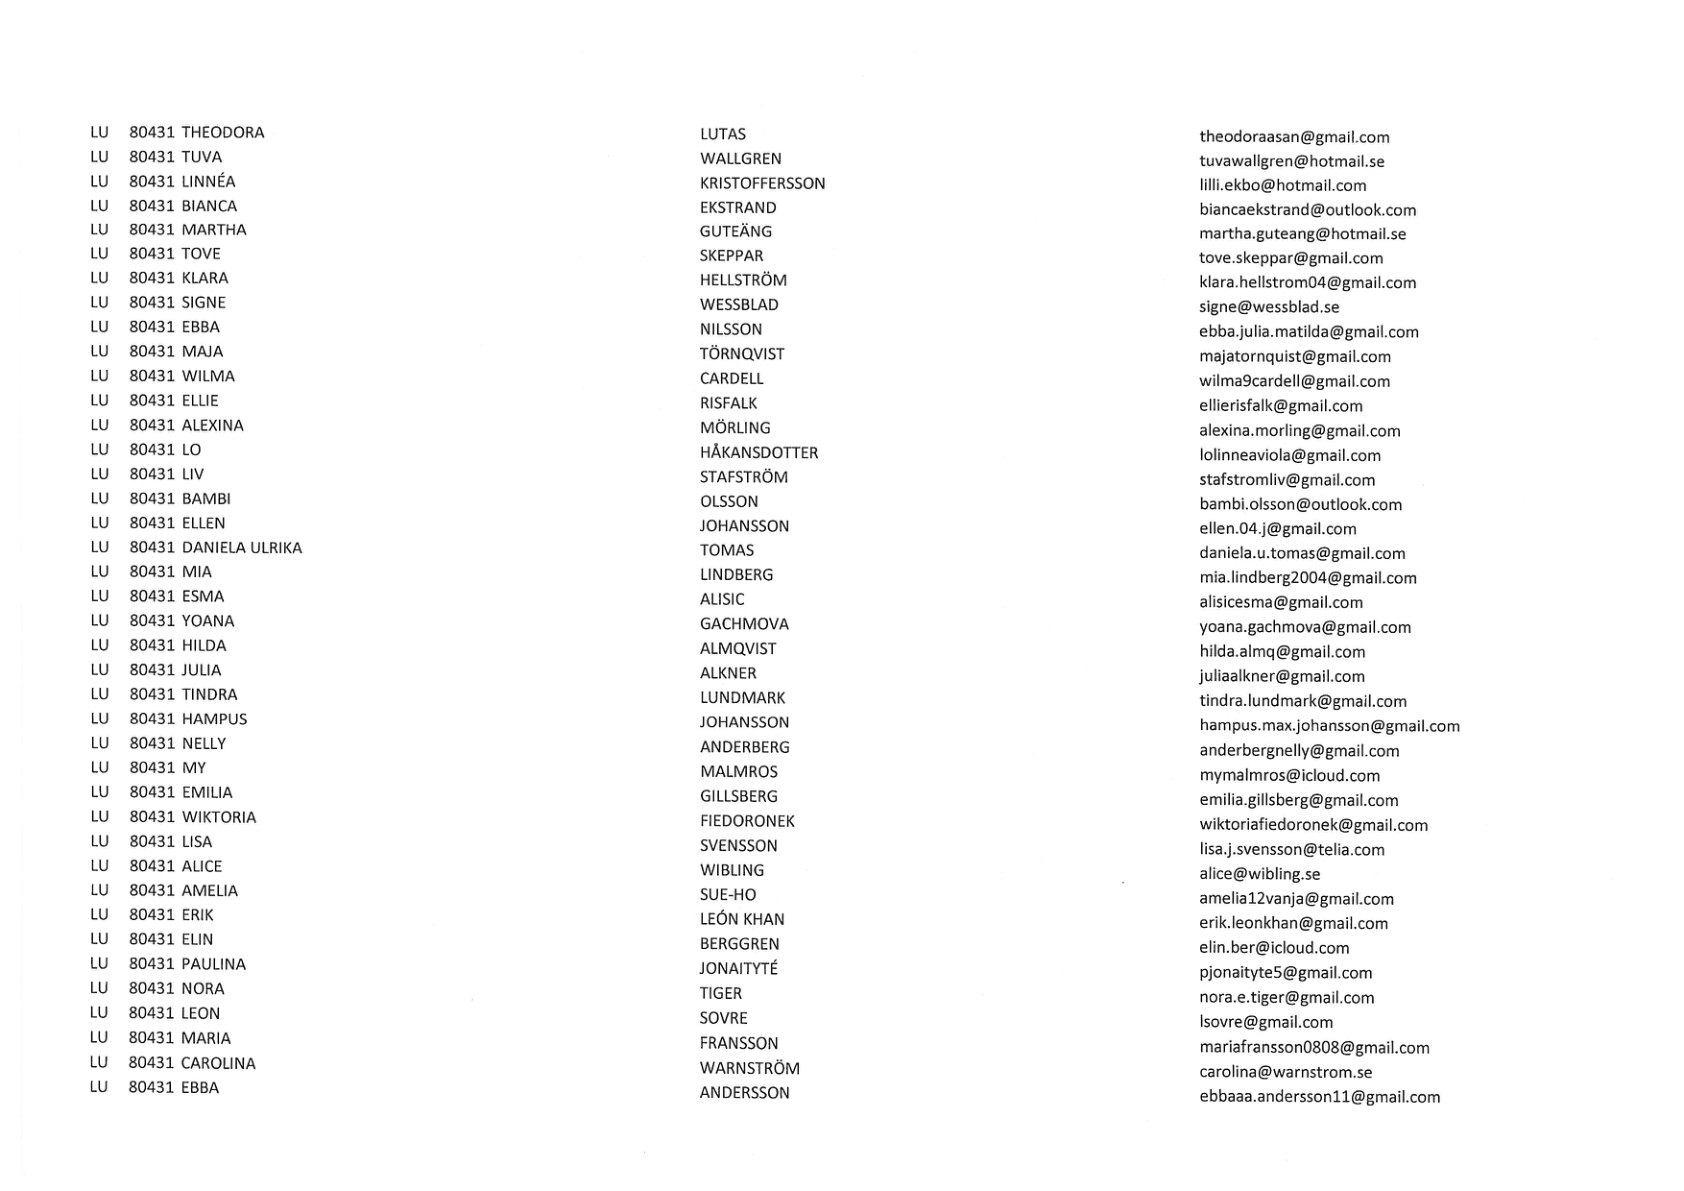 LU 80431 THEODORA LUTAS theodoraasan@gmail.com
LU 80431 TUVA WALLGREN tuvawallgren@hotmail.se
LU 80431 LINNÉA KRISTOFFERSSON lilli.ekbo@hotmail.com
LU 80431 BIANCA EKSTRAND biancaekstrand@outlook.com
LU 80431 MARTHA GUTEÄNG martha.guteang@hotmail.se
LU 80431 TOVE SKEPPAR tove.skeppar@gmail.com
LU 80431 KLARA HELLSTRÖM klara.hellstrom04@gmail.com
LU 80431 SIGNE WESSBLAD signe@wessblad.se
LU 80431 EBBA NILSSON ebba.julia.matilda@gmail.com
LU 80431 MAJA TÖRNQVIST majatornquist@gmail.com
LU 80431 WILMA CARDELL wilma9cardell@gmail.com
LU 80431 ELLIE RISFALK ellierisfalk@gmail.com
LU 80431 ALEXINA MÖRLING alexina.morling@gmail.com
LU 80431 LO HÅKANSDOTTER lolinneaviola@gmail.com
LU 80431 LIV STAFSTRÖM stafstromliv@gmail.com
LU 80431 BAMBI OLSSON bambi.olsson@outlook.com
LU 80431 ELLEN JOHANSSON ellen.04.j@gmail.com
LU 80431 DANIELA ULRIKA TOMAS daniela.u.tomas@gmail.com
LU 80431 MIA LINDBERG mia.lindberg2004@gmail.com
LU 80431 ESMA ALISIC alisicesma@gmail.com
LU 80431 YOANA GACHMOVA yoana.gachmova@gmail.com
LU 80431 HILDA ALMQVIST hilda.almq@gmail.com
LU 80431 JULIA ALKNER juliaalkner@gmail.com
LU 80431 TINDRA LUNDMARK tindra.lundmark@gmail.com
LU 80431 HAMPUS JOHANSSON hampus.max.johansson@gmail.com
LU 80431 NELLY ANDERBERG anderbergnelly@gmail.com
LU 80431 MY MALMROS mymalmros@icloud.com
LU 80431 EMILIA GILLSBERG emilia.gillsberg@gmail.com
LU 80431 WIKTORIA FIEDORONEK wiktoriafiedoronek@gmail.com
LU 80431 LISA SVENSSON lisa.j.svensson@telia.com
LU 80431 ALICE WIBLING alice@wibling.se
LU 80431 AMELIA SUE-HO amelia12vanja@gmail.com
LU 80431 ERIK LEÓN KHAN erik.leonkhan@gmail.com
LU 80431 ELIN BERGGREN elin.ber@icloud.com
LU 80431 PAULINA JONAITYTÉ pjonaityte5@gmail.com
LU 80431 NORA TIGER nora.e.tiger@gmail.com
LU 80431 LEON SOVRE lsovre@gmail.com
LU 80431 MARIA FRANSSON mariafransson0808@gmail.com
LU 80431 CAROLINA WARNSTRÖM carolina@warnstrom.se
LU 80431 EBBA ANDERSSON ebbaaa.andersson11@gmail.com